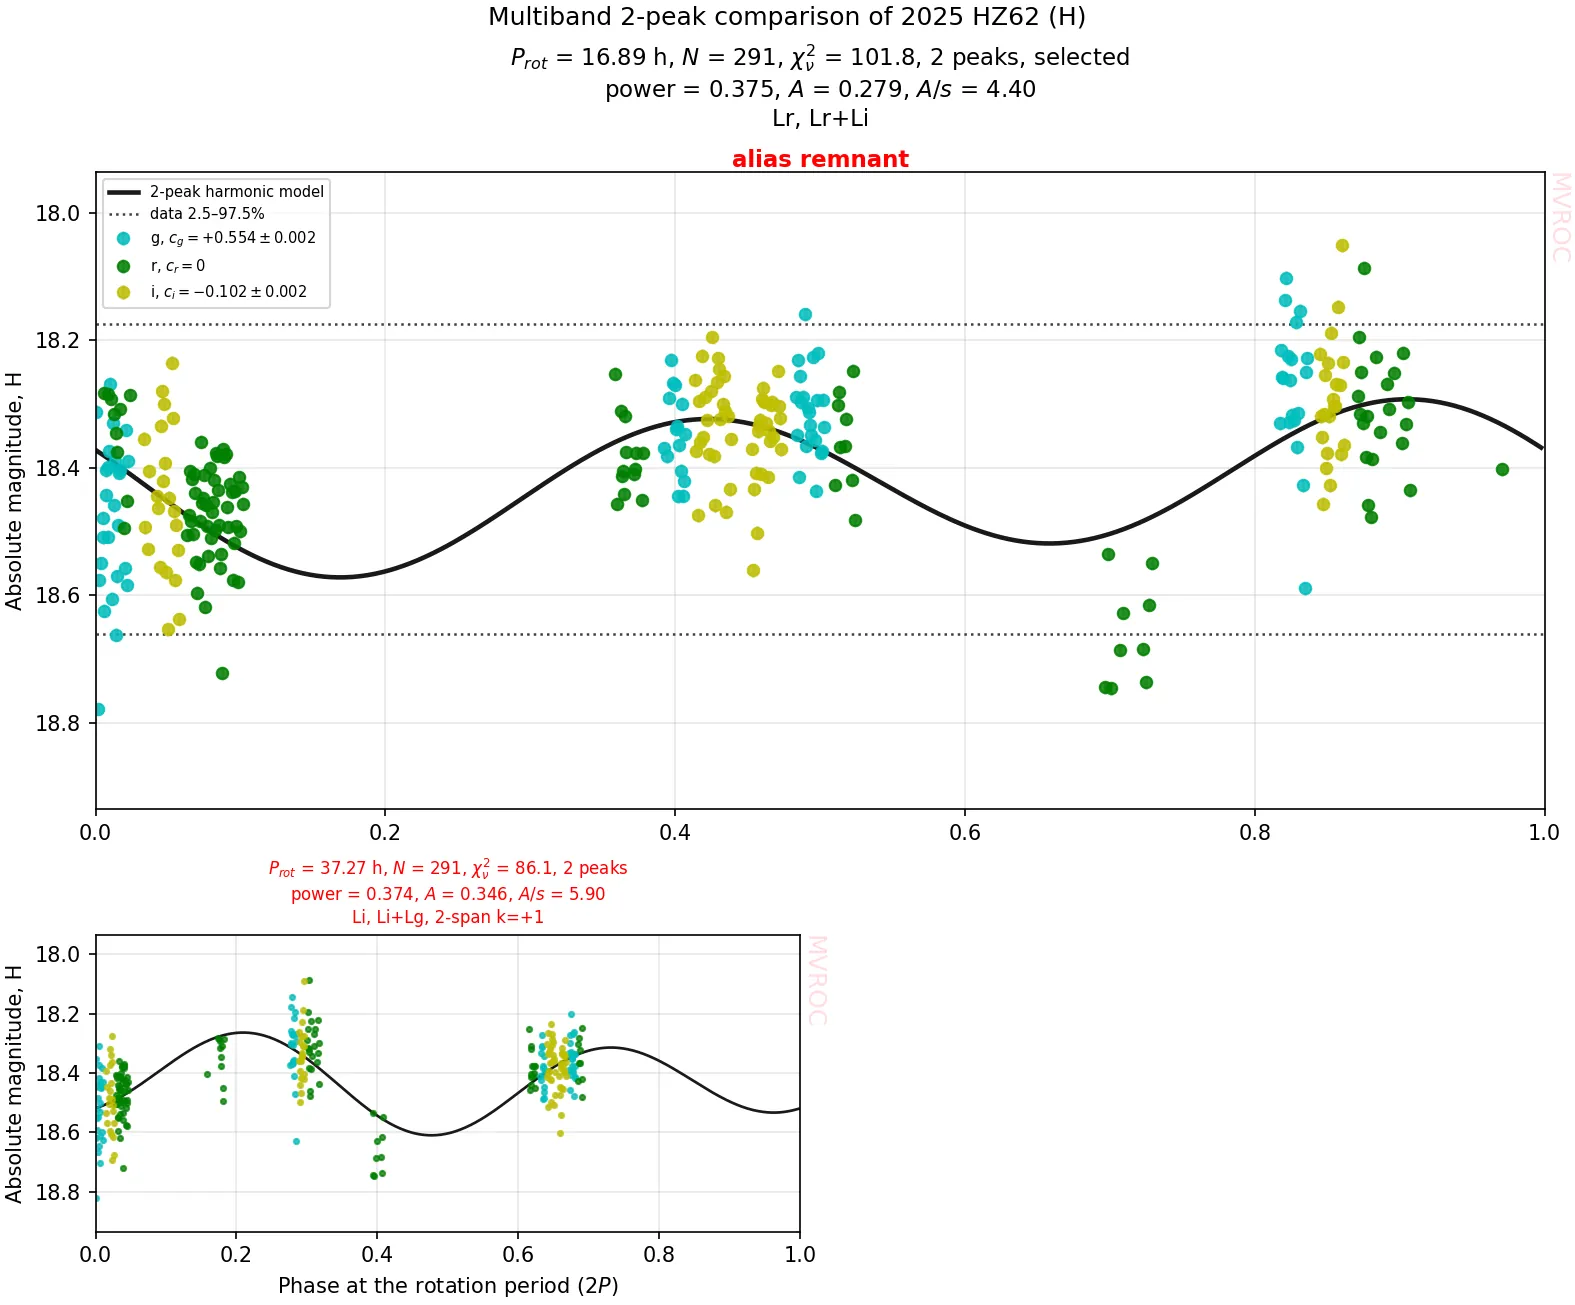 Multiband 2-peak comparison of 2025 HZ62 (H)
P_rot = 16.89 h, N = 291, χ²_ν = 101.8, 2 peaks, selected
power = 0.375, A = 0.279, A/s = 4.40
Lr, Lr+Li
alias remnant
2-peak harmonic model
data 2.5–97.5%
g, c_g = +0.554 ± 0.002
r, c_r = 0
i, c_i = −0.102 ± 0.002
MVROC
Absolute magnitude, H
18.0
18.2
18.4
18.6
18.8
0.0 0.2 0.4 0.6 0.8 1.0
P_rot = 37.27 h, N = 291, χ²_ν = 86.1, 2 peaks
power = 0.374, A = 0.346, A/s = 5.90
Li, Li+Lg, 2-span k=+1
MVROC
Absolute magnitude, H
18.0
18.2
18.4
18.6
18.8
0.0 0.2 0.4 0.6 0.8 1.0
Phase at the rotation period (2P)